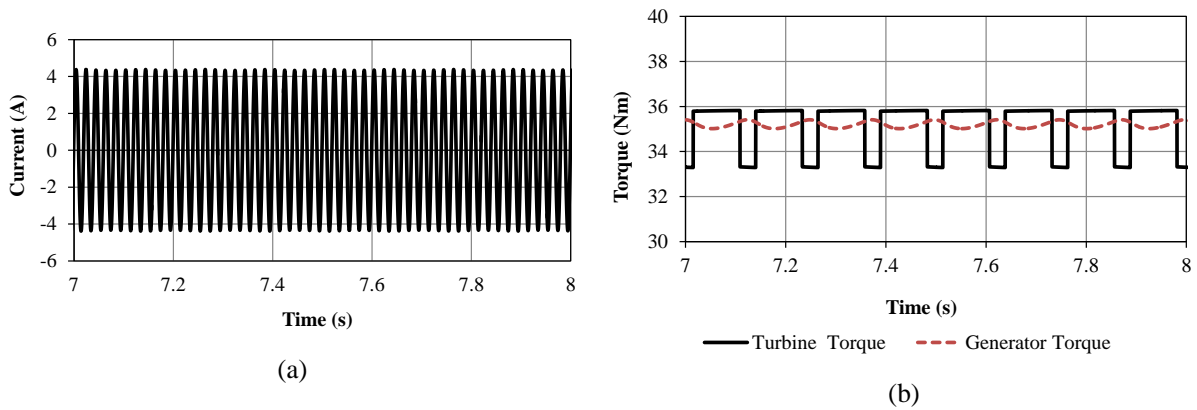 6
4
2
0
-2
-4
-6
Current (A)
7 7.2 7.4 7.6 7.8 8
Time (s)
(a)
40
38
36
34
32
30
Torque (Nm)
7 7.2 7.4 7.6 7.8 8
Time (s)
Turbine Torque Generator Torque
(b)